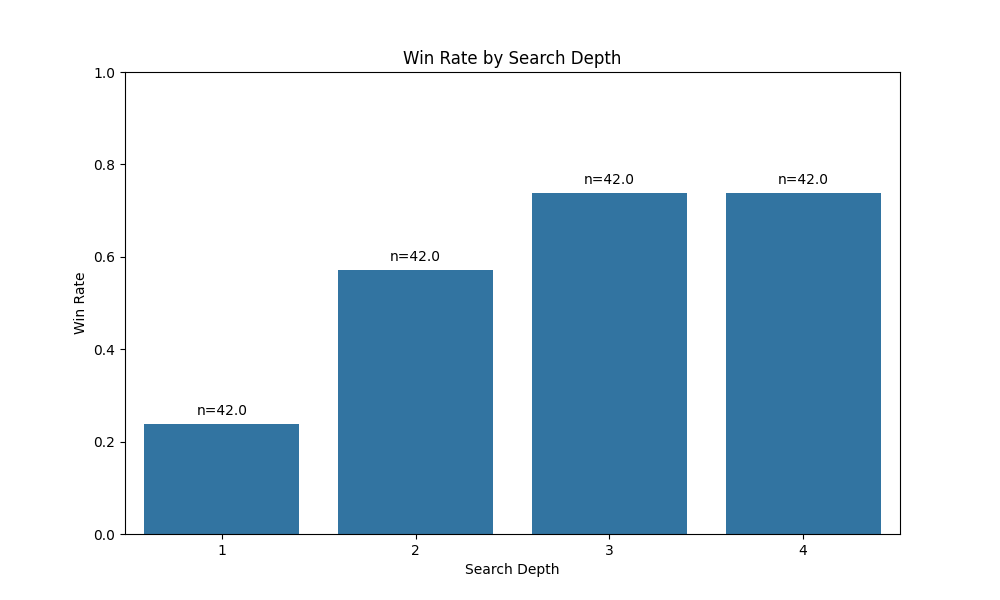 Win Rate by Search Depth
1.0
0.8
0.6
0.4
0.2
0.0
Win Rate
n=42.0
n=42.0
n=42.0
n=42.0
1
2
3
4
Search Depth